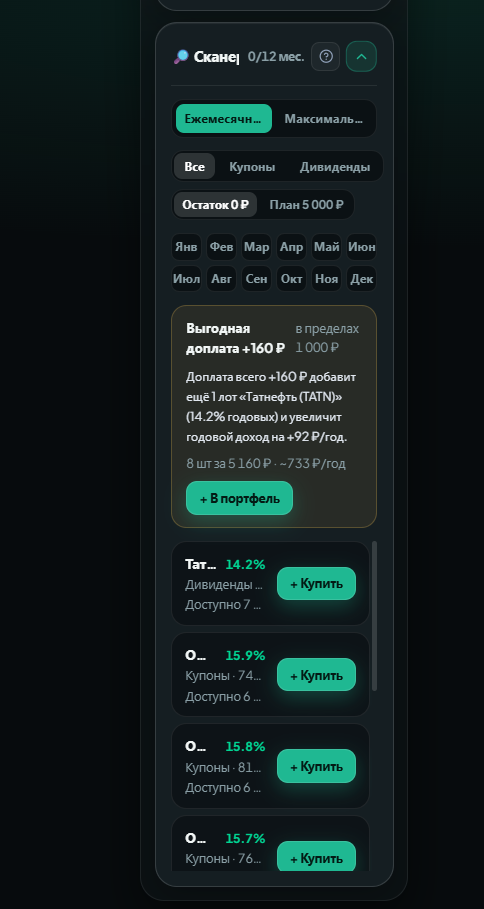 Сканер 0/12 мес.
Ежемесячн... Максималь...
Все Купоны Дивиденды
Остаток 0 ₽ План 5 000 ₽
Янв Фев Мар Апр Май Июн
Июл Авг Сен Окт Ноя Дек
Выгодная в пределах
доплата +160 ₽ 1 000 ₽
Доплата всего +160 ₽ добавит
ещё 1 лот «Татнефть (TATN)»
(14.2% годовых) и увеличит
годовой доход на +92 ₽/год.
8 шт за 5 160 ₽ · ~733 ₽/год
+ В портфель
Тат... 14.2%
Дивиденды ...
Доступно 7 ...
+ Купить
О... 15.9%
Купоны · 74...
Доступно 6 ...
+ Купить
О... 15.8%
Купоны · 81...
Доступно 6 ...
+ Купить
О... 15.7%
Купоны · 76...
+ Купить